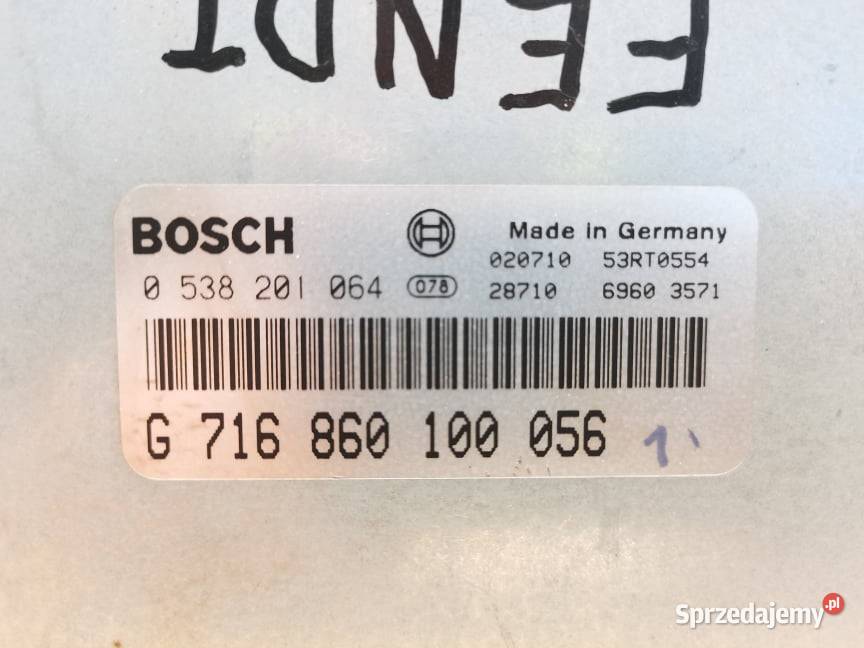 FENDT
BOSCH Made in Germany
020710 53RT0554
0 538 201 064 078 28710 6960 3571
G 716 860 100 056 1
Sprzedajemy.pl